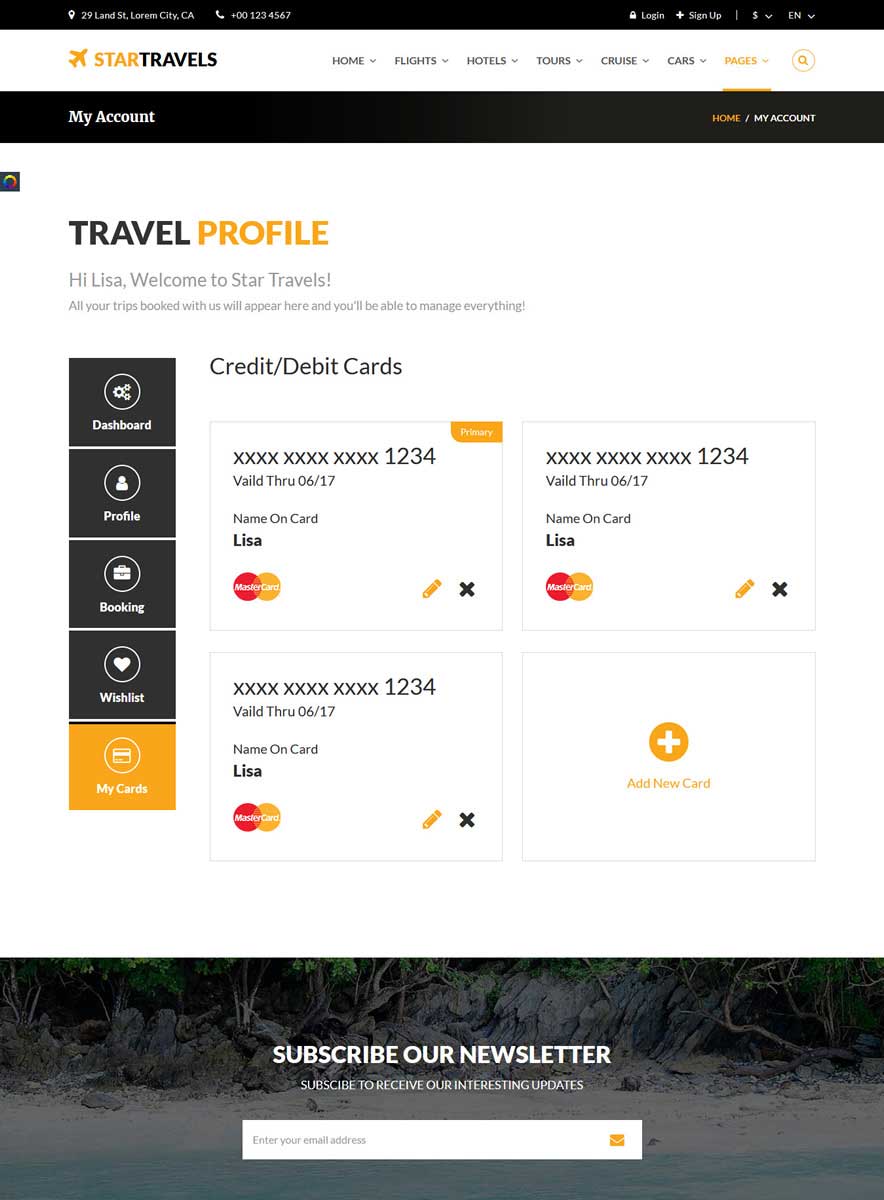 29 Land St, Lorem City, CA +00 123 4567 Login Sign Up | $ EN
STARTRAVELS HOME FLIGHTS HOTELS TOURS CRUISE CARS PAGES
My Account HOME / MY ACCOUNT
TRAVEL PROFILE
Hi Lisa, Welcome to Star Travels!
All your trips booked with us will appear here and you'll be able to manage everything!
Dashboard
Profile
Booking
Wishlist
My Cards
Credit/Debit Cards
Primary
xxxx xxxx xxxx 1234
Vaild Thru 06/17
Name On Card
Lisa
MasterCard
xxxx xxxx xxxx 1234
Vaild Thru 06/17
Name On Card
Lisa
MasterCard
xxxx xxxx xxxx 1234
Vaild Thru 06/17
Name On Card
Lisa
MasterCard
Add New Card
SUBSCRIBE OUR NEWSLETTER
SUBSCIBE TO RECEIVE OUR INTERESTING UPDATES
Enter your email address